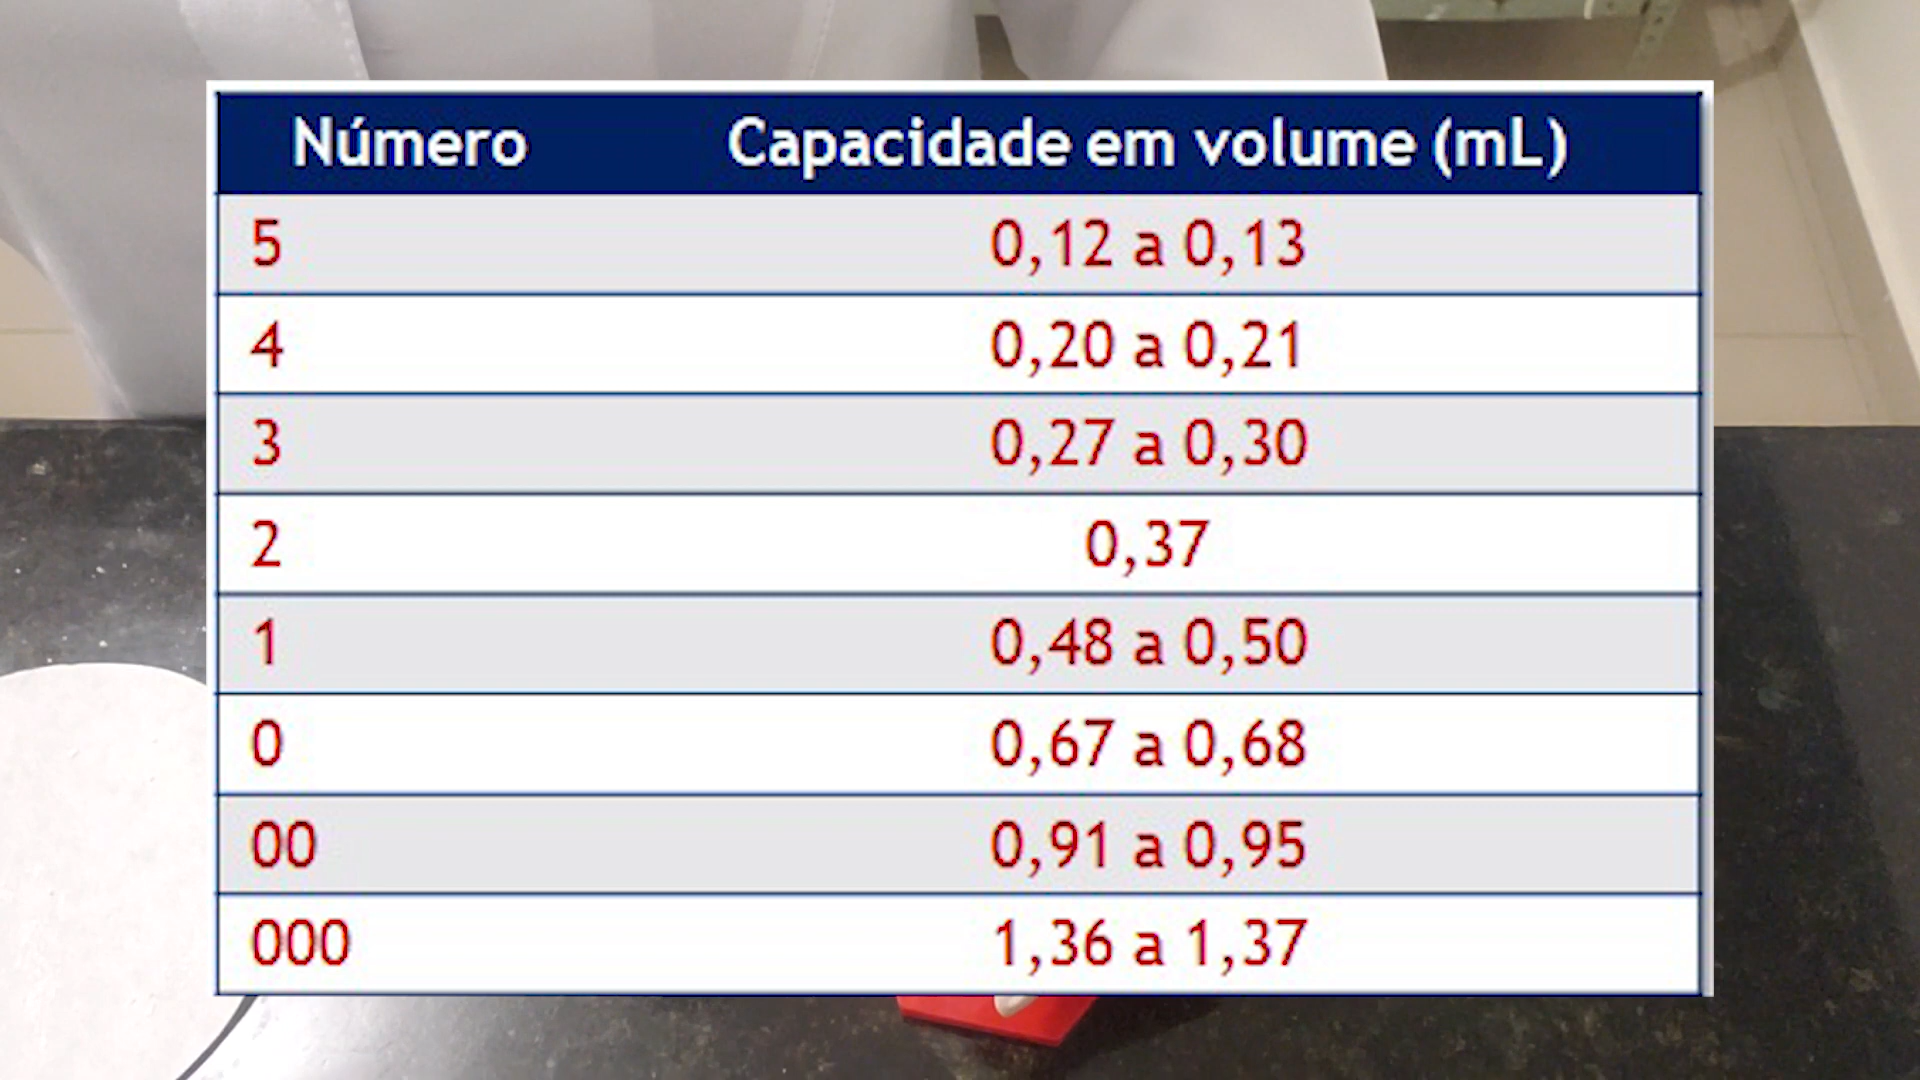 Número Capacidade em volume (mL)
5 0,12 a 0,13
4 0,20 a 0,21
3 0,27 a 0,30
2 0,37
1 0,48 a 0,50
0 0,67 a 0,68
00 0,91 a 0,95
000 1,36 a 1,37